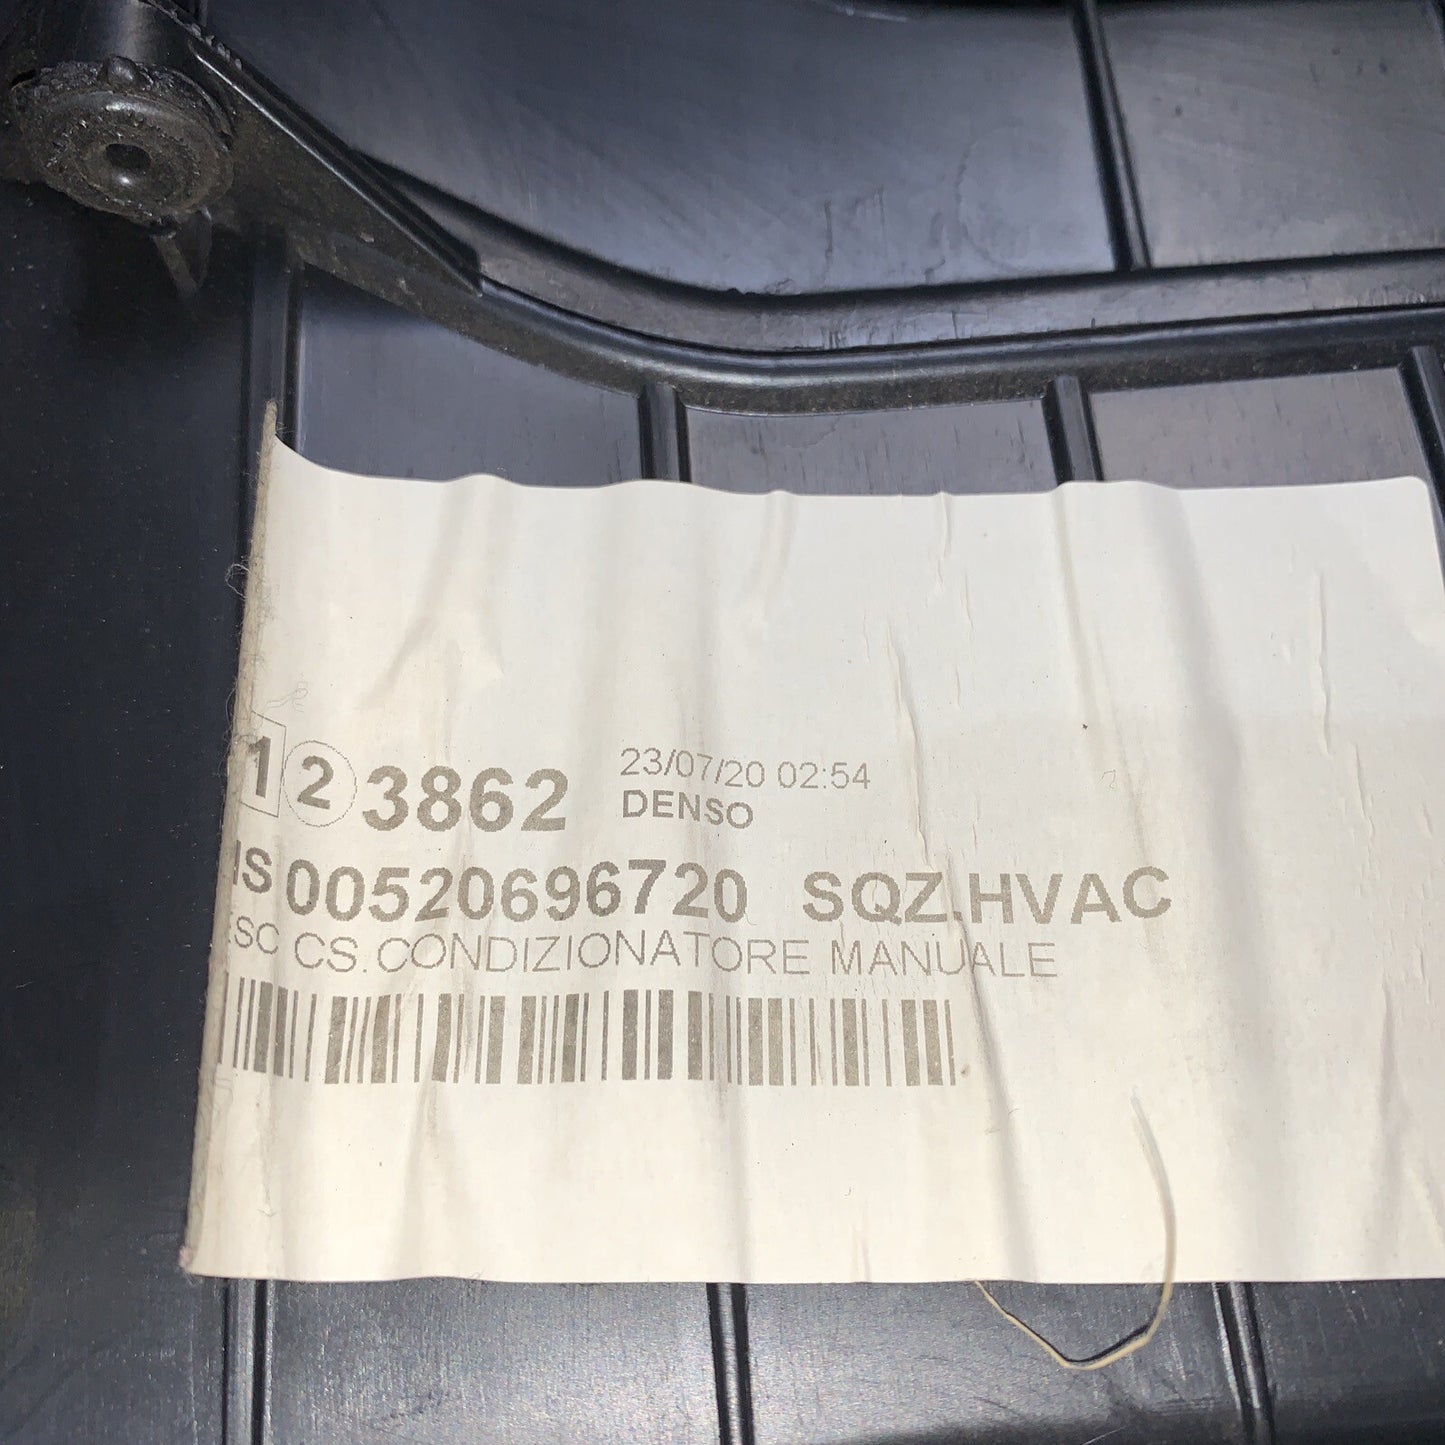 1 2 3862 23/07/20 02:54
DENSO
00520696720 SQZ.HVAC
CS.CONDIZIONATORE MANUALE